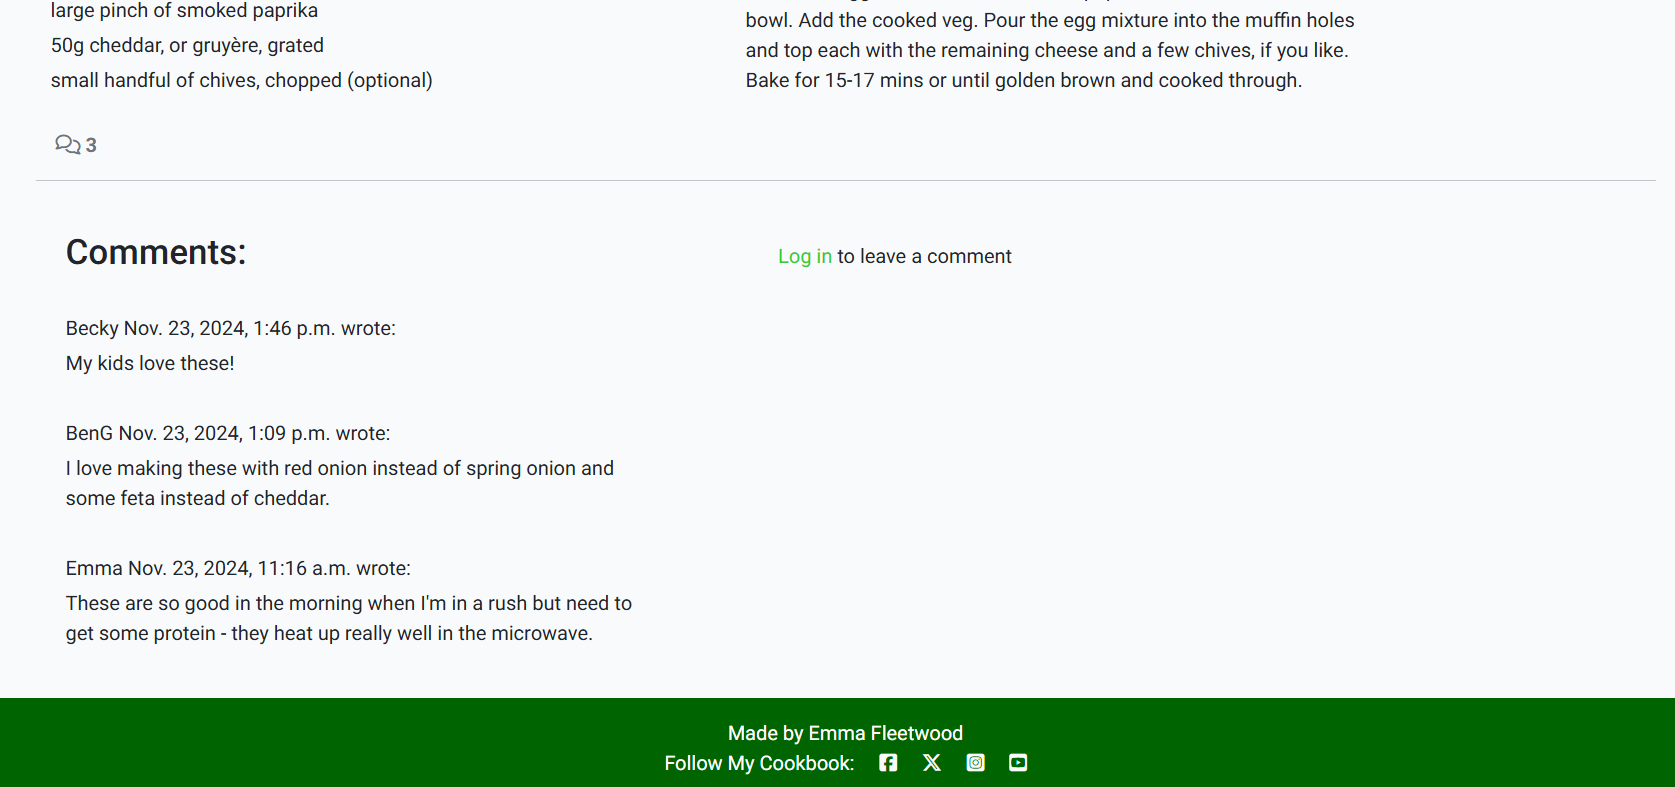 large pinch of smoked paprika
50g cheddar, or gruyère, grated
small handful of chives, chopped (optional)
bowl. Add the cooked veg. Pour the egg mixture into the muffin holes
and top each with the remaining cheese and a few chives, if you like.
Bake for 15-17 mins or until golden brown and cooked through.
3
Comments:
Log in to leave a comment
Becky Nov. 23, 2024, 1:46 p.m. wrote:
My kids love these!
BenG Nov. 23, 2024, 1:09 p.m. wrote:
I love making these with red onion instead of spring onion and
some feta instead of cheddar.
Emma Nov. 23, 2024, 11:16 a.m. wrote:
These are so good in the morning when I'm in a rush but need to
get some protein - they heat up really well in the microwave.
Made by Emma Fleetwood
Follow My Cookbook: